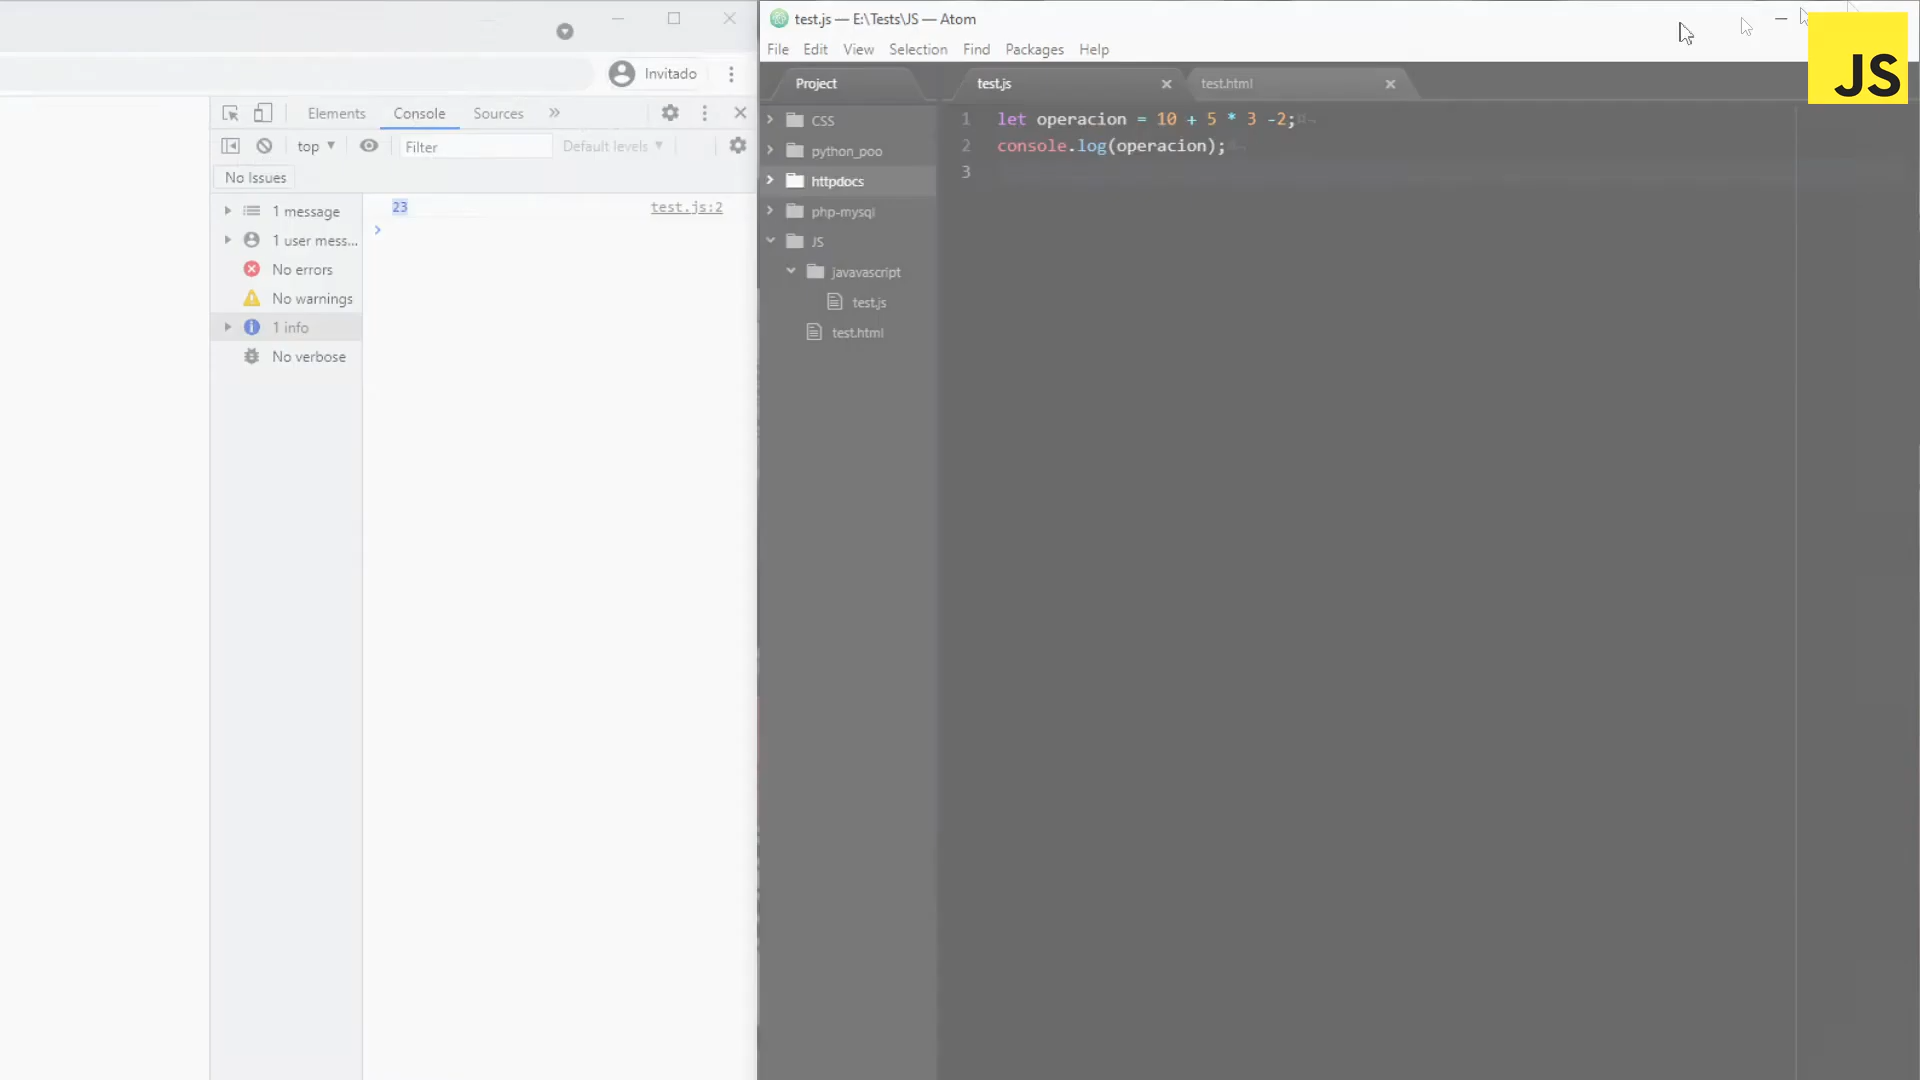 Invitado
Elements
Console
Sources
top
Filter
Default levels
No Issues
1 message
1 user mess...
No errors
No warnings
1 info
No verbose
23
test.js:2
test.js — E:\Tests\JS — Atom
File Edit View Selection Find Packages Help
Project
CSS
python_poo
httpdocs
php-mysql
JS
javavascript
test.js
test.html
test.js
test.html
1 let operacion = 10 + 5 * 3 -2;
2 console.log(operacion);
3
JS